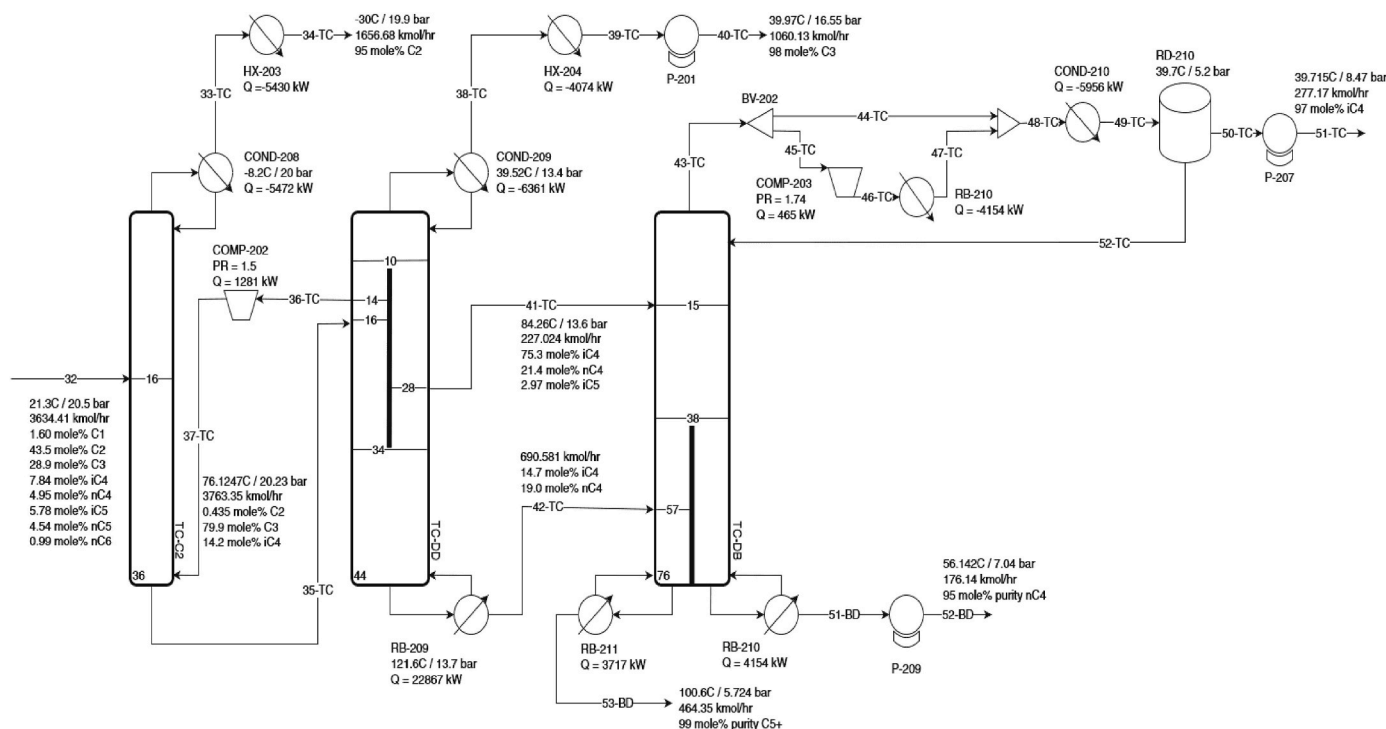 -30C / 19.9 bar
1656.68 kmol/hr
95 mole% C2
34-TC
HX-203
Q =-5430 kW
33-TC
COND-208
-8.2C / 20 bar
Q = -5472 kW
39.97C / 16.55 bar
1060.13 kmol/hr
98 mole% C3
39-TC
40-TC
P-201
HX-204
Q = -4074 kW
38-TC
COND-209
39.52C / 13.4 bar
Q = -6361 kW
BV-202
44-TC
43-TC
45-TC
COMP-203
PR = 1.74
Q = 465 kW
46-TC
47-TC
RB-210
Q = -4154 kW
48-TC
COND-210
Q = -5956 kW
49-TC
RD-210
39.7C / 5.2 bar
50-TC
39.715C / 8.47 bar
277.17 kmol/hr
97 mole% iC4
51-TC
P-207
52-TC
COMP-202
PR = 1.5
Q = 1281 kW
36-TC
10
14
16
28
34
44
TC-DD
32
16
21.3C / 20.5 bar
3634.41 kmol/hr
1.60 mole% C1
43.5 mole% C2
28.9 mole% C3
7.84 mole% iC4
4.95 mole% nC4
5.78 mole% iC5
4.54 mole% nC5
0.99 mole% nC6
36
TC-C2
37-TC
76.1247C / 20.23 bar
3763.35 kmol/hr
0.435 mole% C2
79.9 mole% C3
14.2 mole% iC4
35-TC
41-TC
84.26C / 13.6 bar
227.024 kmol/hr
75.3 mole% iC4
21.4 mole% nC4
2.97 mole% iC5
690.581 kmol/hr
14.7 mole% iC4
19.0 mole% nC4
42-TC
15
38
57
76
TC-DB
RB-209
121.6C / 13.7 bar
Q = 22867 kW
RB-211
Q = 3717 kW
RB-210
Q = 4154 kW
51-BD
56.142C / 7.04 bar
176.14 kmol/hr
95 mole% purity nC4
52-BD
P-209
53-BD
100.6C / 5.724 bar
464.35 kmol/hr
99 mole% purity C5+